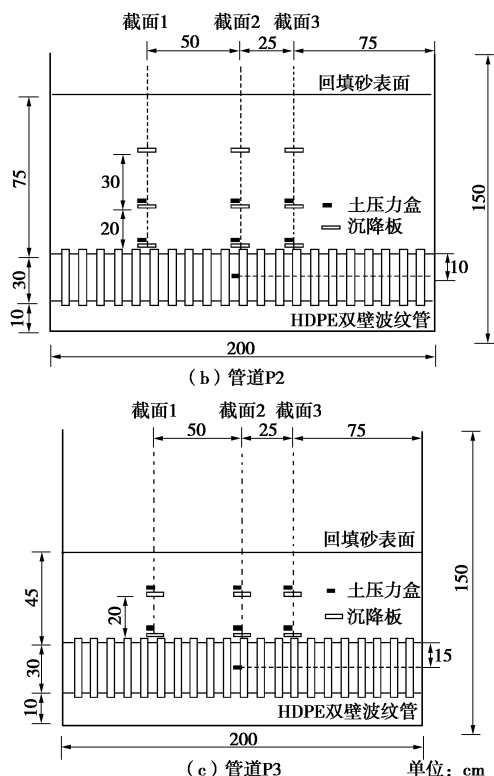 截面1 截面2 截面3
50 25 75
回填砂表面
75
30
20
土压力盒
沉降板
150
10
30
10
HDPE双壁波纹管
200
(b)管道P2
截面1 截面2 截面3
50 25 75
回填砂表面
45
20
土压力盒
沉降板
150
15
30
10
HDPE双壁波纹管
200
(c)管道P3 单位:cm